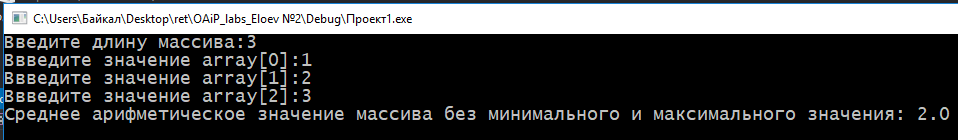 C:\Users\Байкал\Desktop\ret\OAiP_labs_Eloev №2\Debug\Проект1.exe
Введите длину массива:3
Ввведите значение array[0]:1
Ввведите значение array[1]:2
Ввведите значение array[2]:3
Среднее арифметическое значение массива без минимального и максимального значения: 2.0